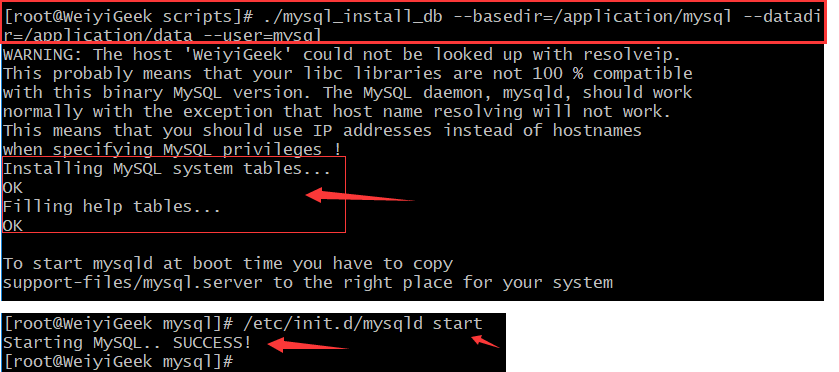 [root@WeiyiGeek scripts]# ./mysql_install_db --basedir=/application/mysql --datadi
r=/application/data --user=mysql
WARNING: The host 'WeiyiGeek' could not be looked up with resolveip.
This probably means that your libc libraries are not 100 % compatible
with this binary MySQL version. The MySQL daemon, mysqld, should work
normally with the exception that host name resolving will not work.
This means that you should use IP addresses instead of hostnames
when specifying MySQL privileges !
Installing MySQL system tables...
OK
Filling help tables...
OK
To start mysqld at boot time you have to copy
support-files/mysql.server to the right place for your system
[root@WeiyiGeek mysql]# /etc/init.d/mysqld start
Starting MySQL.. SUCCESS!
[root@WeiyiGeek mysql]#